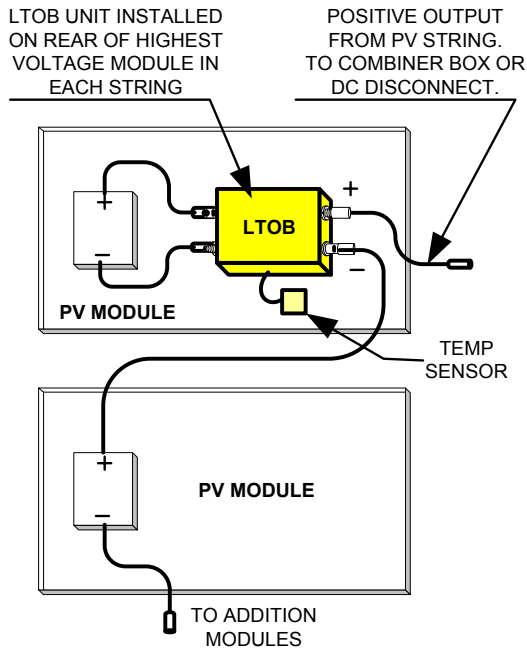 LTOB UNIT INSTALLED
ON REAR OF HIGHEST
VOLTAGE MODULE IN
EACH STRING
POSITIVE OUTPUT
FROM PV STRING.
TO COMBINER BOX OR
DC DISCONNECT.
+
−
LTOB
+
−
PV MODULE
TEMP
SENSOR
+
−
PV MODULE
TO ADDITION
MODULES